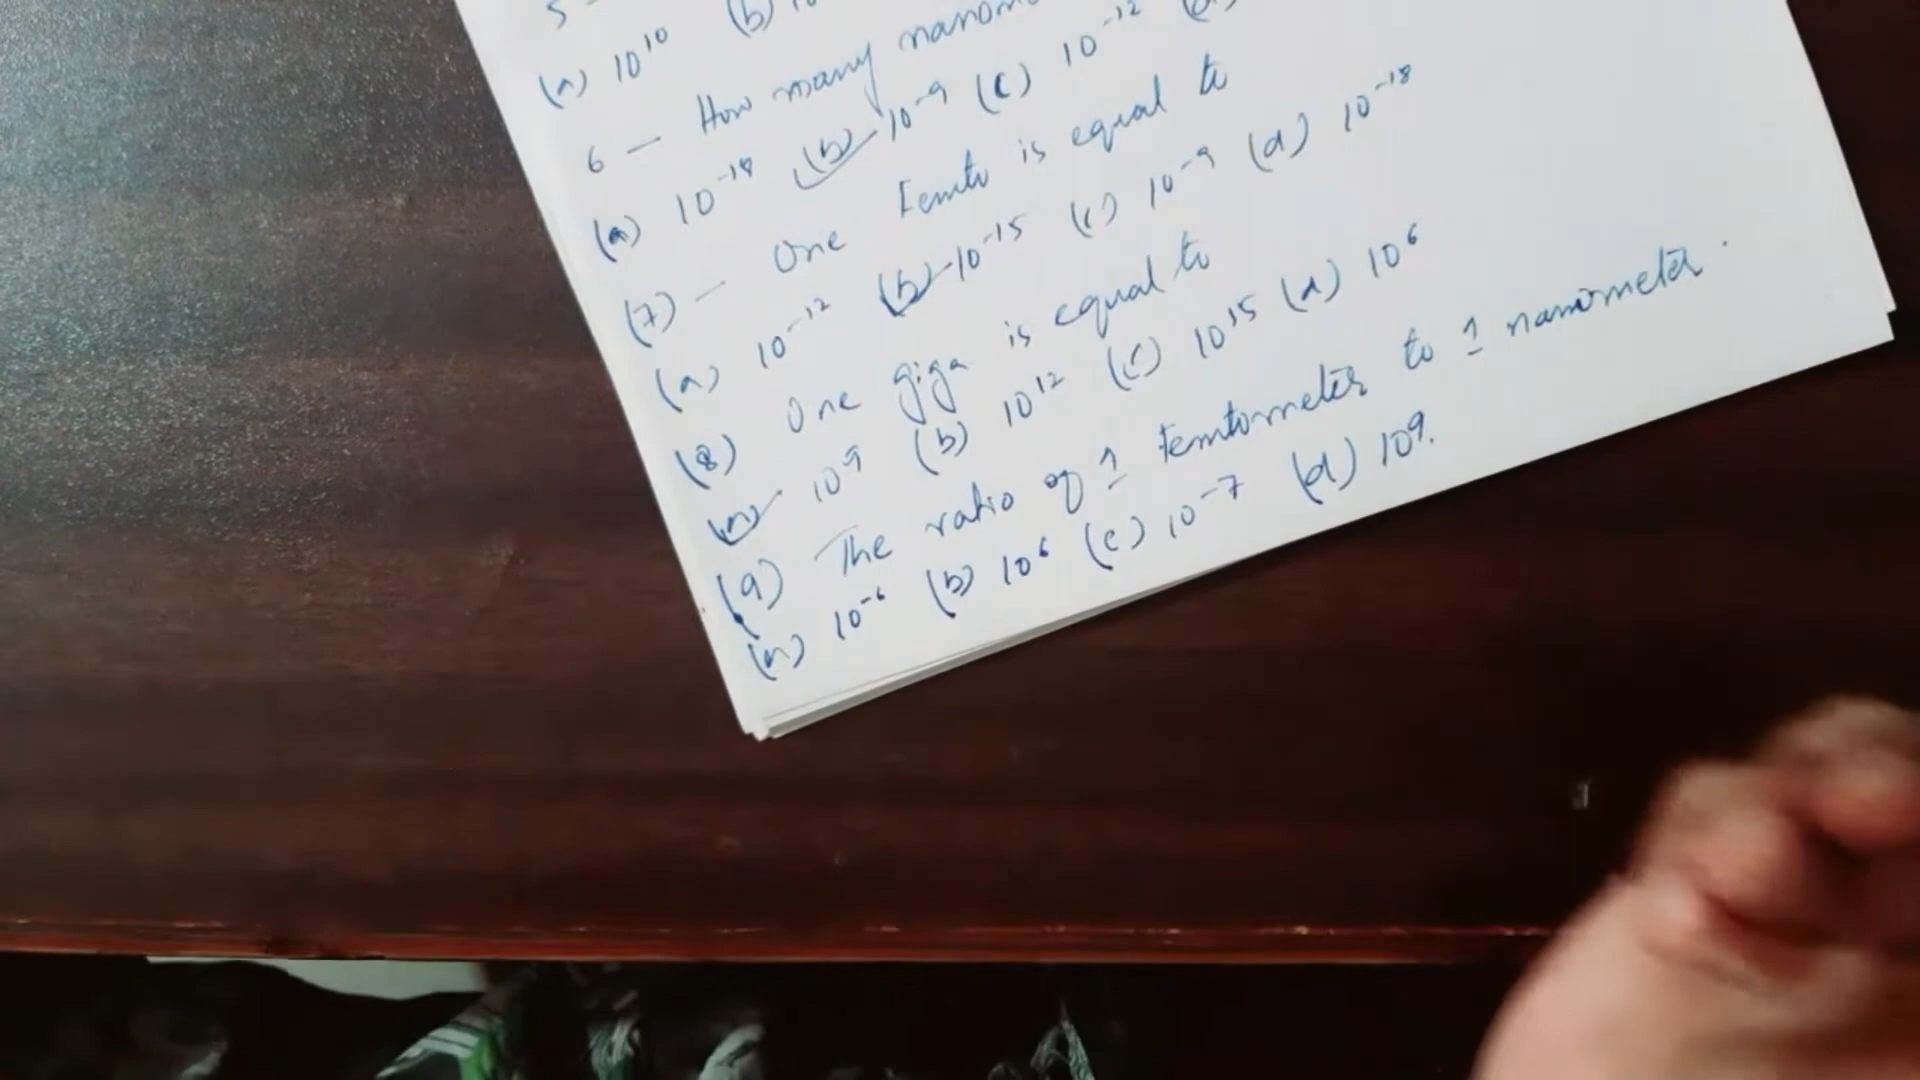 5 -
(a) 10¹⁰ (b)
6 — How many
(a) 10⁻¹⁸ (b) 10⁻⁹ (c) 10⁻¹²
(7) — One Femto is equal to
(a) 10⁻¹² (b) 10⁻¹⁵ (c) 10⁻⁹ (d) 10⁻¹⁸
(8) One giga is equal to
(a) 10⁹ (b) 10¹² (c) 10¹⁵ (d) 10⁶
(9) The ratio of 1 femtometer to 1 nanometer.
(a) 10⁻⁶ (b) 10⁶ (c) 10⁻⁷ (d) 10⁹.